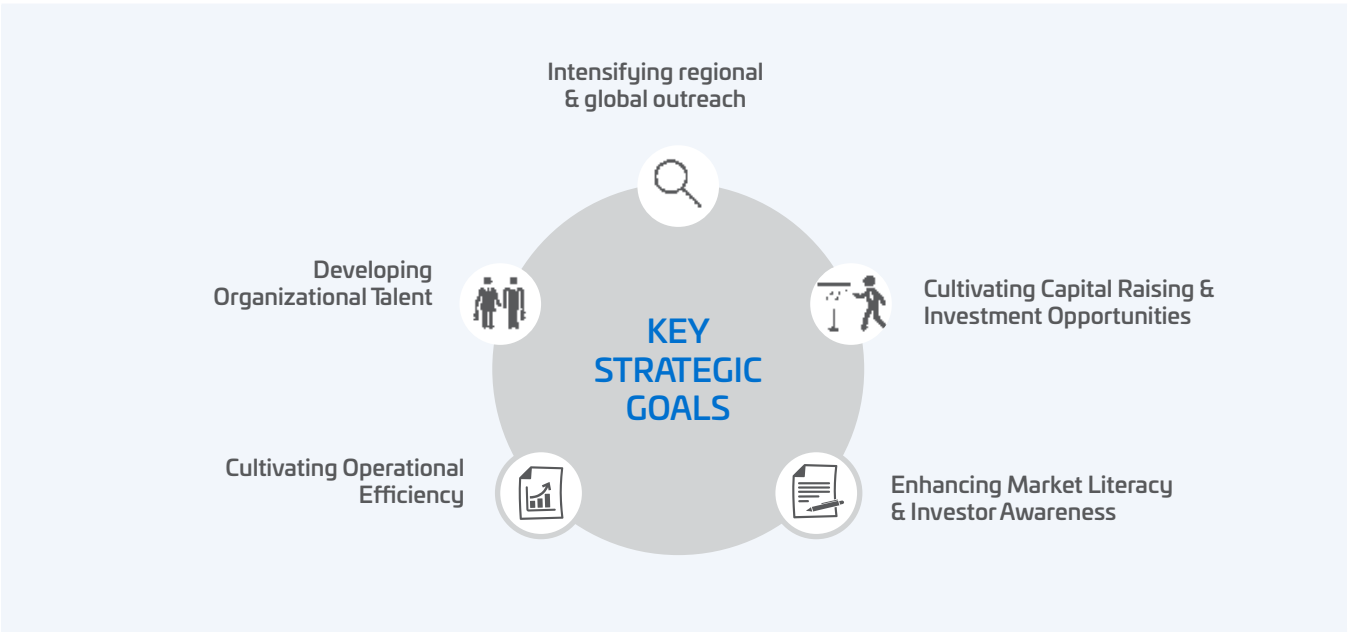 Intensifying regional
& global outreach
Developing
Organizational Talent
Cultivating Capital Raising &
Investment Opportunities
KEY
STRATEGIC
GOALS
Cultivating Operational
Efficiency
Enhancing Market Literacy
& Investor Awareness